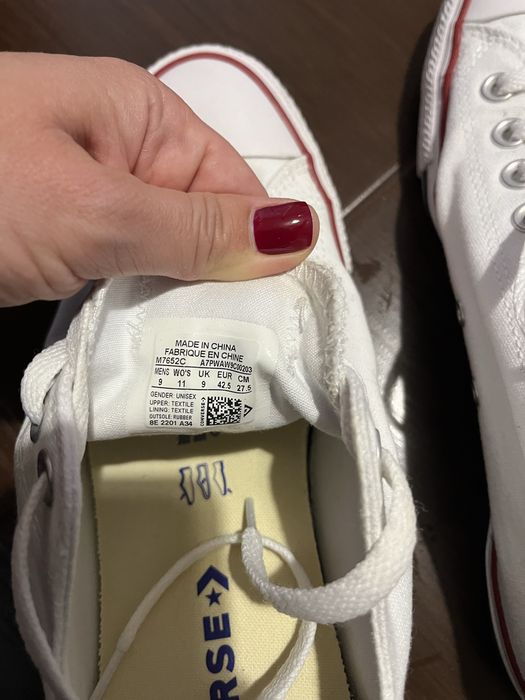 MADE IN CHINA
FABRIQUE EN CHINE
M7652C A7PWAW9C00203
MENS WO'S UK EUR CM
9 11 9 42.5 27.5
GENDER: UNISEX
UPPER: TEXTILE
LINING: TEXTILE
OUTSOLE: RUBBER
8E 2201 A34
CONVERSE
RSE